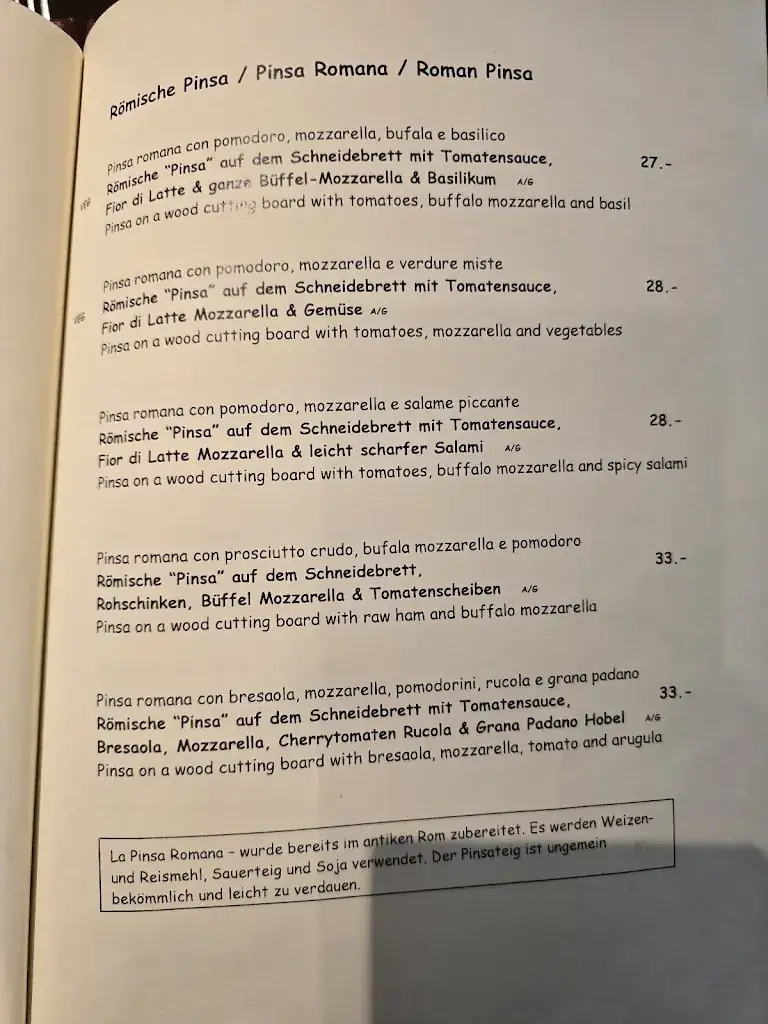 Römische Pinsa / Pinsa Romana / Roman Pinsa
Pinsa romana con pomodoro, mozzarella, bufala e basilico
Römische "Pinsa" auf dem Schneidebrett mit Tomatensauce, 27.-
VEG Fior di Latte & ganze Büffel-Mozzarella & Basilikum A/G
Pinsa on a wood cutting board with tomatoes, buffalo mozzarella and basil
Pinsa romana con pomodoro, mozzarella e verdure miste
Römische "Pinsa" auf dem Schneidebrett mit Tomatensauce, 28.-
VEG Fior di Latte Mozzarella & Gemüse A/G
Pinsa on a wood cutting board with tomatoes, mozzarella and vegetables
Pinsa romana con pomodoro, mozzarella e salame piccante
Römische "Pinsa" auf dem Schneidebrett mit Tomatensauce, 28.-
Fior di Latte Mozzarella & leicht scharfer Salami A/G
Pinsa on a wood cutting board with tomatoes, buffalo mozzarella and spicy salami
Pinsa romana con prosciutto crudo, bufala mozzarella e pomodoro
Römische "Pinsa" auf dem Schneidebrett, 33.-
Rohschinken, Büffel Mozzarella & Tomatenscheiben A/G
Pinsa on a wood cutting board with raw ham and buffalo mozzarella
Pinsa romana con bresaola, mozzarella, pomodorini, rucola e grana padano
Römische "Pinsa" auf dem Schneidebrett mit Tomatensauce, 33.-
Bresaola, Mozzarella, Cherrytomaten Rucola & Grana Padano Hobel A/G
Pinsa on a wood cutting board with bresaola, mozzarella, tomato and arugula
La Pinsa Romana – wurde bereits im antiken Rom zubereitet. Es werden Weizen-
und Reismehl, Sauerteig und Soja verwendet. Der Pinsateig ist ungemein
bekömmlich und leicht zu verdauen.